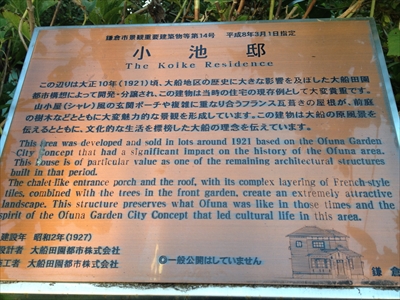 鎌倉市景観重要建築物等第14号　平成8年3月1日指定
小 池 邸
The Koike Residence
この辺りは大正10年(1921)頃、大船地区の歴史に大きな影響を及ぼした大船田園
都市構想によって開発・分譲され、この建物は当時の住宅の現存例として大変貴重です。
山小屋(シャレー)風の玄関ポーチや複雑に重なり合うフランス瓦葺きの屋根が、前庭
の樹木などとともに大変魅力的な景観を形成しています。この建物は大船の原風景
を伝えるとともに、文化的な生活を標榜した大船の理念を伝えています。
This area was developed and sold in lots around 1921 based on the Ofuna Garden
City Concept that had a significant impact on the history of the Ofuna area.
This house is of particular value as one of the remaining architectural structures
built in that period.
The chalet like entrance porch and the roof, with its complex layering of French-style
tiles, combined with the trees in the front garden, create an extremely attractive
landscape. This structure preserves what Ofuna was like in those times and the
spirit of the Ofuna Garden City Concept that led cultural life in this area.
建設年 昭和2年(1927)
設計者 大船田園都市株式会社
施工者 大船田園都市株式会社
◎一般公開はしていません
鎌 倉